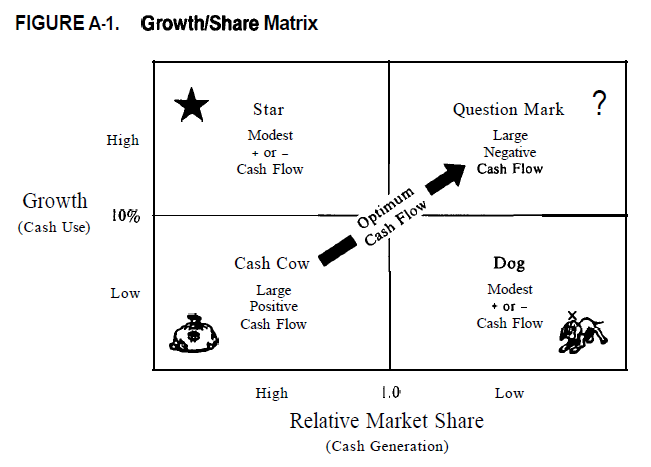 FIGURE A-1. Growth/Share Matrix
Star
Modest
+ or –
Cash Flow
Question Mark ?
Large
Negative
Cash Flow
High
Growth
(Cash Use)
10%
Low
Optimum
Cash Flow
Cash Cow
Large
Positive
Cash Flow
Dog
Modest
+ or –
Cash Flow
High 1.0 Low
Relative Market Share
(Cash Generation)